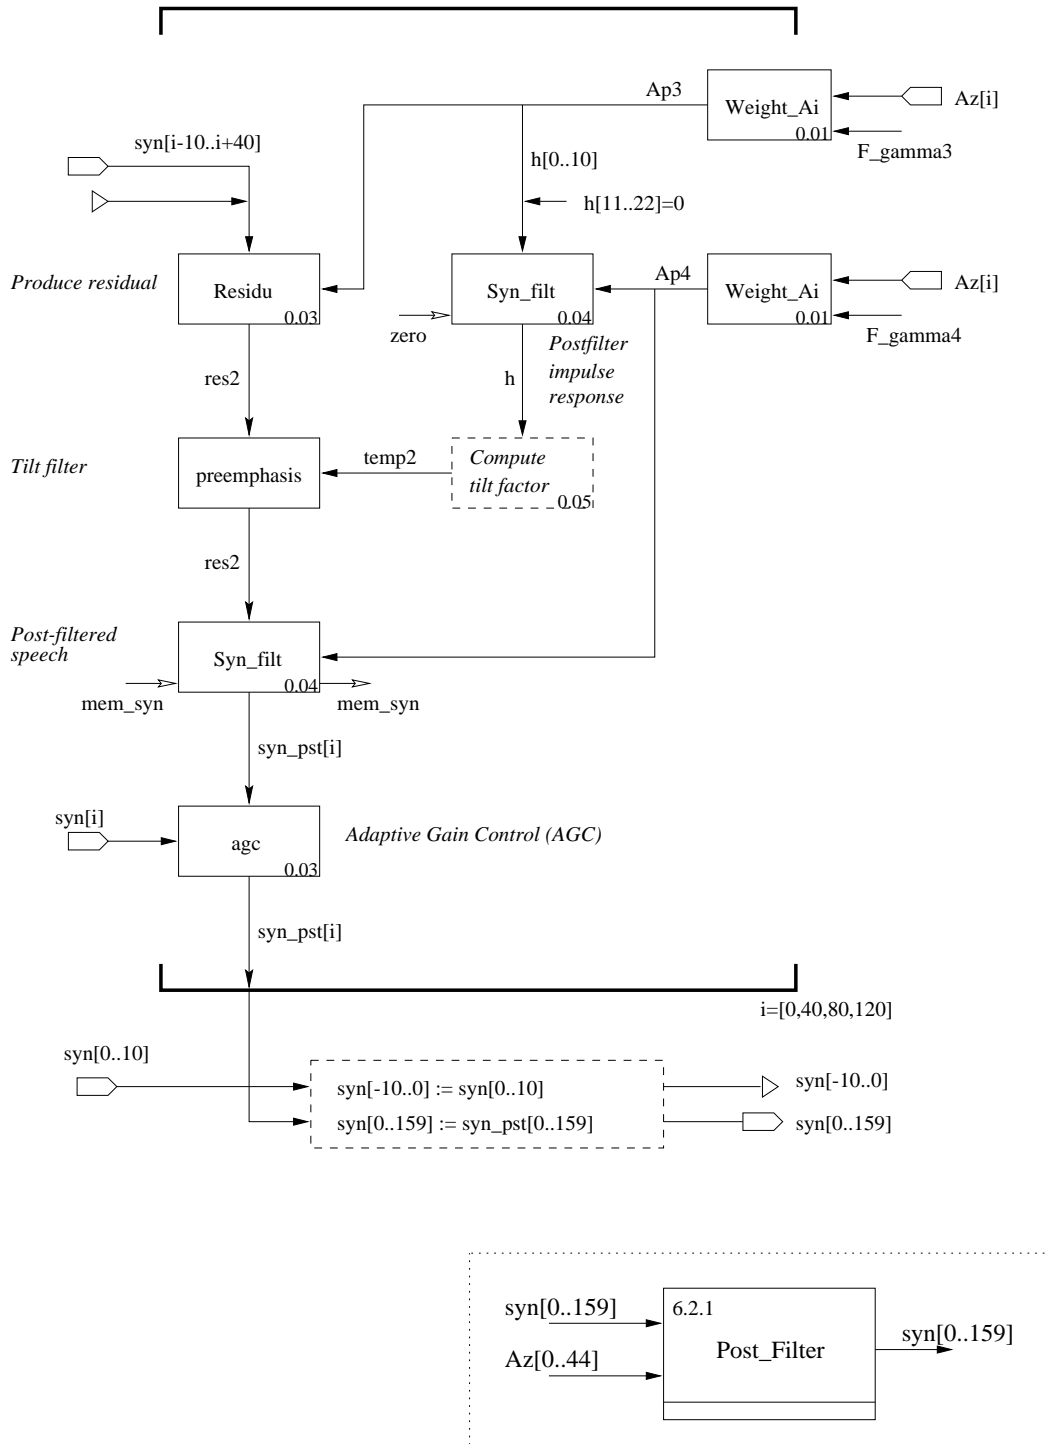 Ap3
Weight_Ai
0.01
Az[i]
F_gamma3
syn[i-10..i+40]
h[0..10]
h[11..22]=0
Produce residual
Residu
0.03
Syn_filt
0.04
zero
Ap4
Weight_Ai
0.01
Az[i]
F_gamma4
Postfilter
impulse
response
res2
h
Tilt filter
preemphasis
temp2
Compute
tilt factor
0.05
res2
Post-filtered
speech
Syn_filt
0.04
mem_syn
mem_syn
syn_pst[i]
syn[i]
agc
0.03
Adaptive Gain Control (AGC)
syn_pst[i]
i=[0,40,80,120]
syn[0..10]
syn[-10..0] := syn[0..10]
syn[-10..0]
syn[0..159] := syn_pst[0..159]
syn[0..159]
syn[0..159]
6.2.1
Post_Filter
syn[0..159]
Az[0..44]